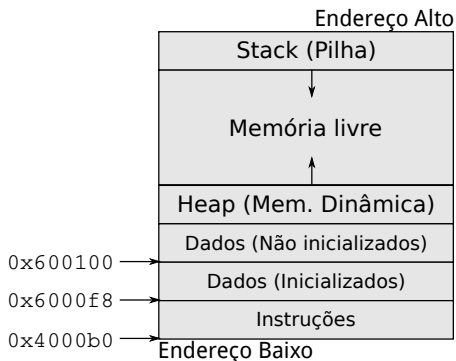 Endereço Alto
Stack (Pilha)
Memória livre
Heap (Mem. Dinâmica)
Dados (Não inicializados)
0x600100
Dados (Inicializados)
0x6000f8
Instruções
0x4000b0
Endereço Baixo